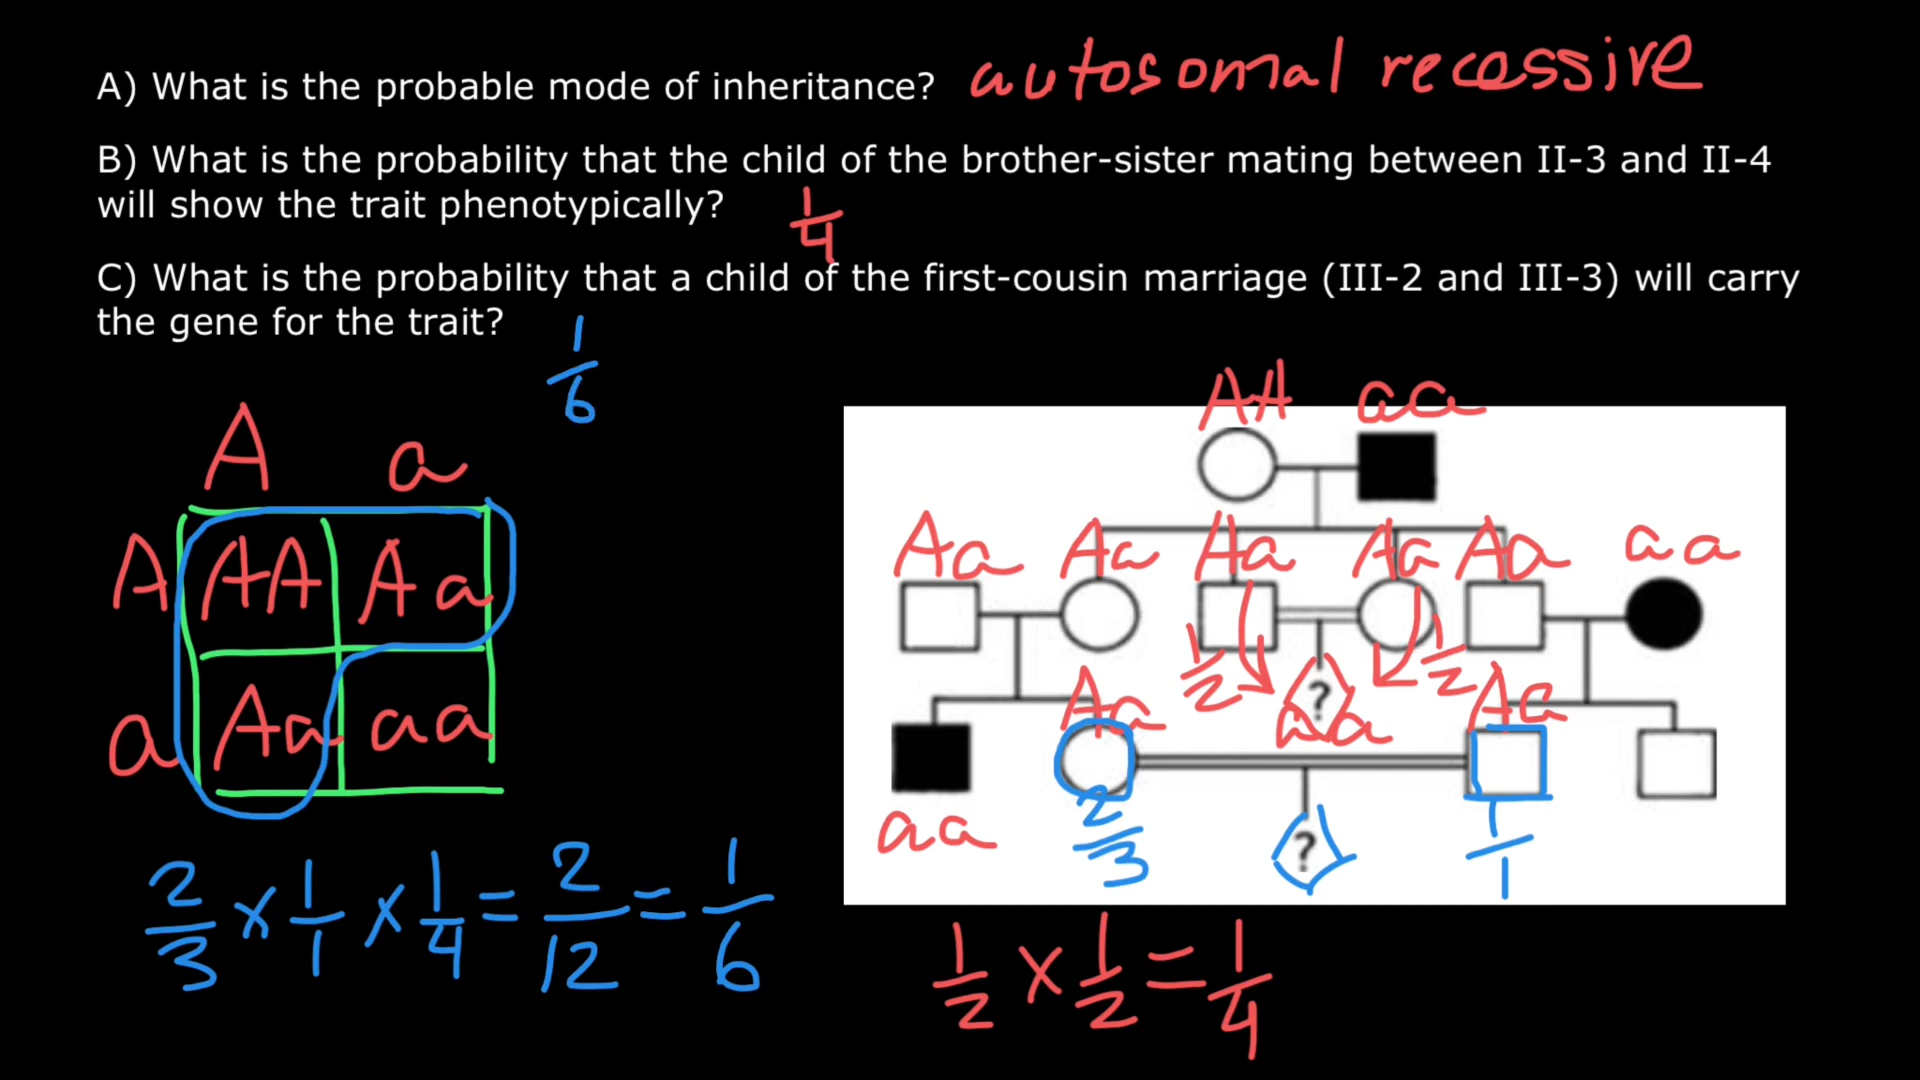 A) What is the probable mode of inheritance? autosomal recessive
B) What is the probability that the child of the brother-sister mating between II-3 and II-4
will show the trait phenotypically? 1/4
C) What is the probability that a child of the first-cousin marriage (III-2 and III-3) will carry
the gene for the trait? 1/6
A a
A AA Aa
a Aa aa
2/3 x 1/1 x 1/4 = 2/12 = 1/6
AA aa
Aa Aa Aa Aa Aa aa
1/2 1/2
Aa ? Aa
aa
aa 2/3 ? 1/1
1/2 x 1/2 = 1/4